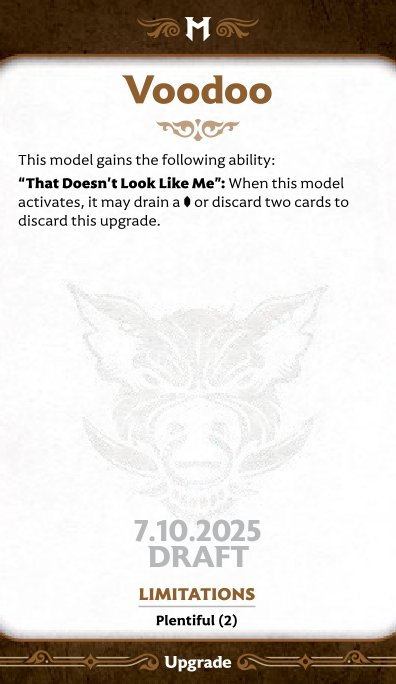 M
Voodoo
This model gains the following ability:
“That Doesn’t Look Like Me”: When this model
activates, it may drain a or discard two cards to
discard this upgrade.
7.10.2025
DRAFT
LIMITATIONS
Plentiful (2)
Upgrade